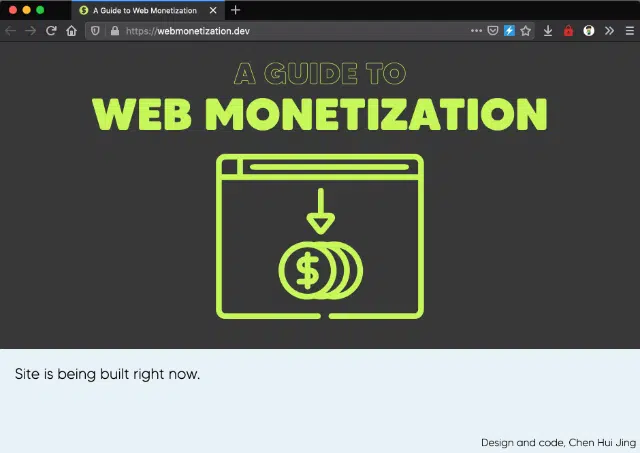 A Guide to Web Monetization
https://webmonetization.dev
A GUIDE TO
WEB MONETIZATION
$
Site is being built right now.
Design and code, Chen Hui Jing